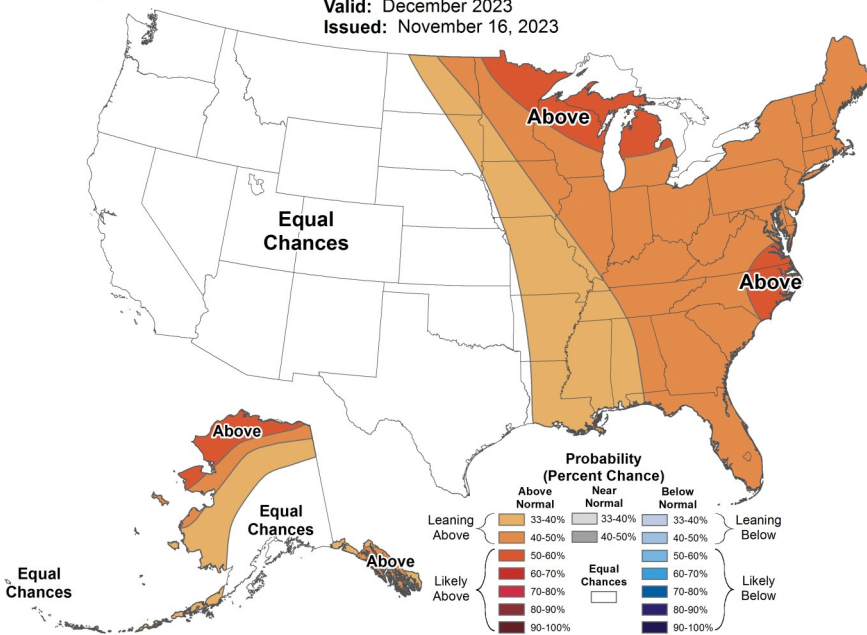 Valid: December 2023
Issued: November 16, 2023
Above
Equal
Chances
Above
Above
Equal
Chances
Above
Equal
Chances
Probability
(Percent Chance)
Above
Normal
Near
Normal
Below
Normal
Leaning
Above
33-40%
40-50%
33-40%
40-50%
33-40%
40-50%
Leaning
Below
Likely
Above
50-60%
60-70%
70-80%
80-90%
90-100%
Equal
Chances
50-60%
60-70%
70-80%
80-90%
90-100%
Likely
Below